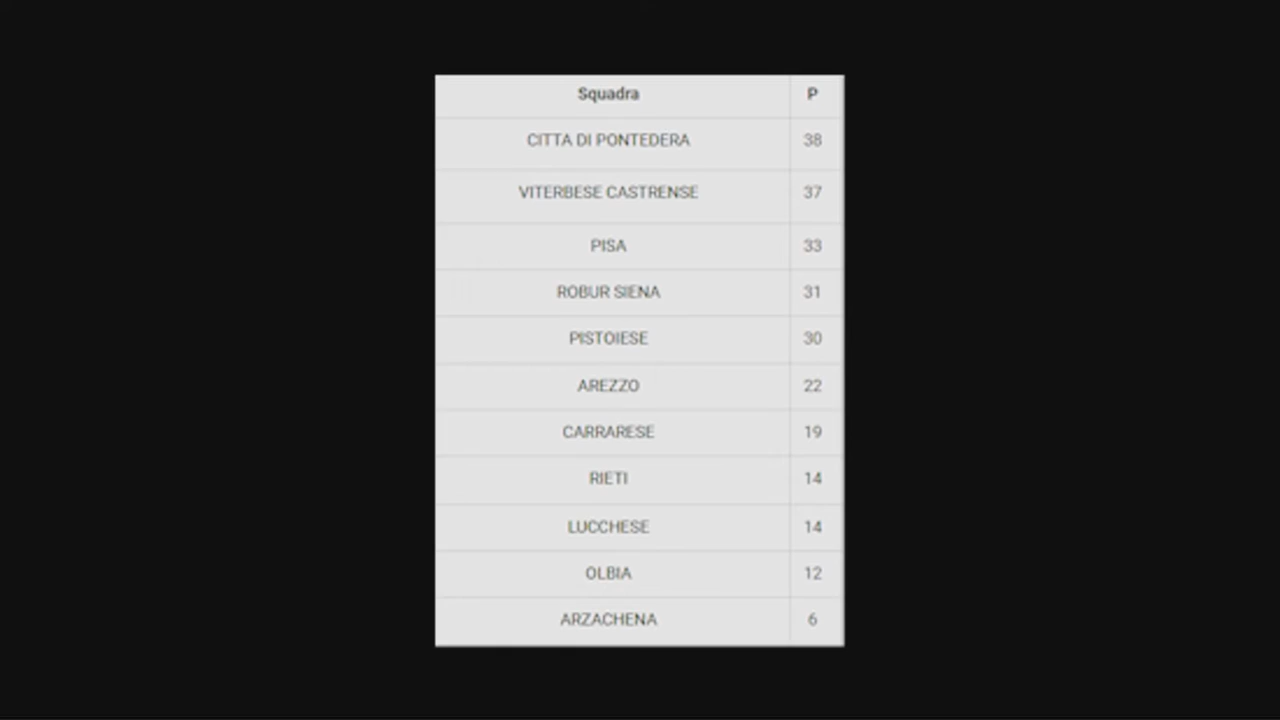 Squadra P
CITTA DI PONTEDERA 38
VITERBESE CASTRENSE 37
PISA 33
ROBUR SIENA 31
PISTOIESE 30
AREZZO 22
CARRARESE 19
RIETI 14
LUCCHESE 14
OLBIA 12
ARZACHENA 6